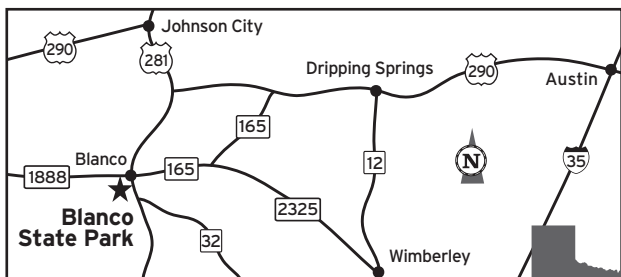 Johnson City
290
281
Dripping Springs
290
Austin
165
Blanco
165
12
N
35
1888
Blanco
State Park
2325
32
Wimberley